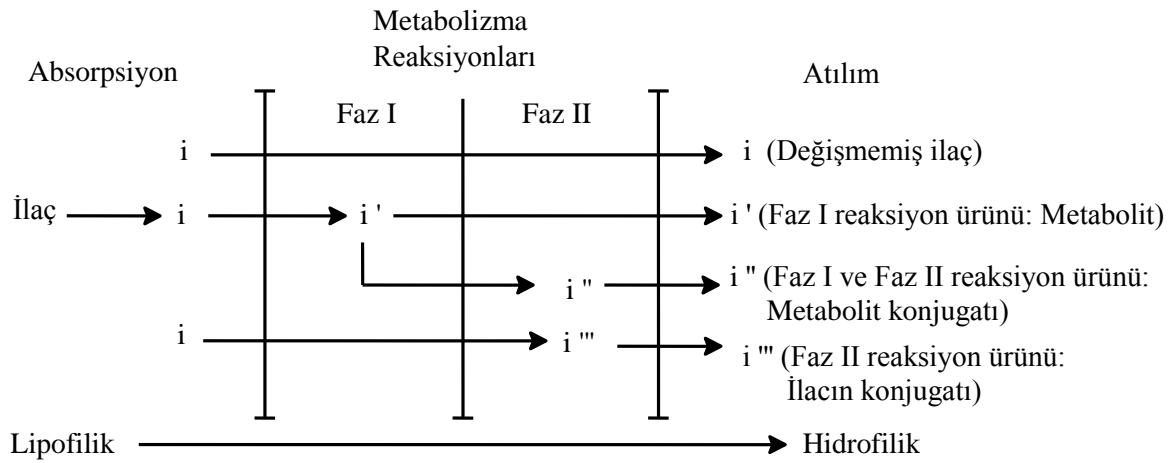 Metabolizma
Reaksiyonları
Absorpsiyon
Atılım
Faz I
Faz II
i
i (Değişmemiş ilaç)
İlaç
i
i '
i ' (Faz I reaksiyon ürünü: Metabolit)
i "
i " (Faz I ve Faz II reaksiyon ürünü:
Metabolit konjugatı)
i
i '''
i ''' (Faz II reaksiyon ürünü:
İlacın konjugatı)
Lipofilik
Hidrofilik